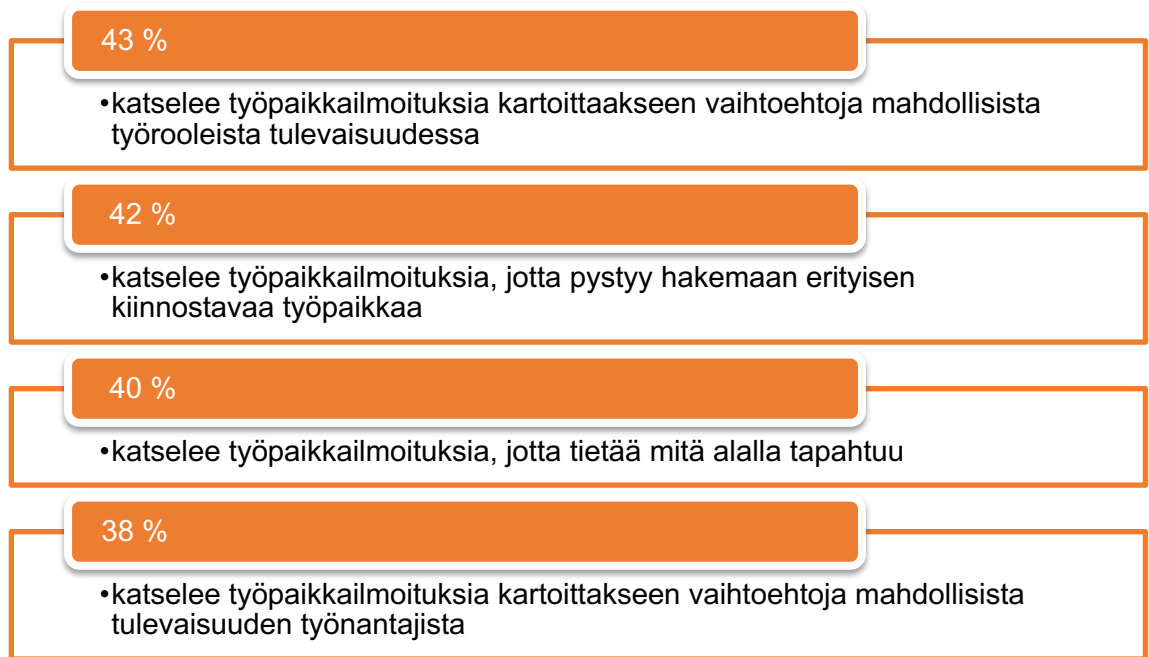 43 %
•katselee työpaikkailmoituksia kartoittaakseen vaihtoehtoja mahdollisista
työrooleista tulevaisuudessa
42 %
•katselee työpaikkailmoituksia, jotta pystyy hakemaan erityisen
kiinnostavaa työpaikkaa
40 %
•katselee työpaikkailmoituksia, jotta tietää mitä alalla tapahtuu
38 %
•katselee työpaikkailmoituksia kartoittakseen vaihtoehtoja mahdollisista
tulevaisuuden työnantajista